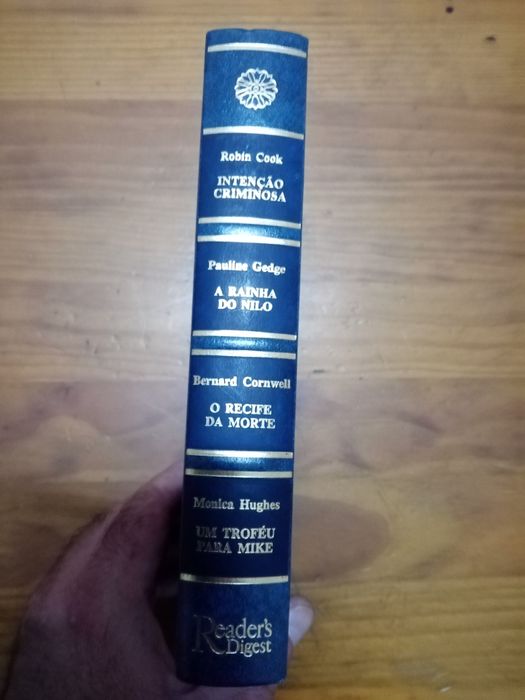 Robin Cook
INTENÇÃO
CRIMINOSA
Pauline Gedge
A RAINHA
DO NILO
Bernard Cornwell
O RECIFE
DA MORTE
Monica Hughes
UM TROFÉU
PARA MIKE
Reader's
Digest